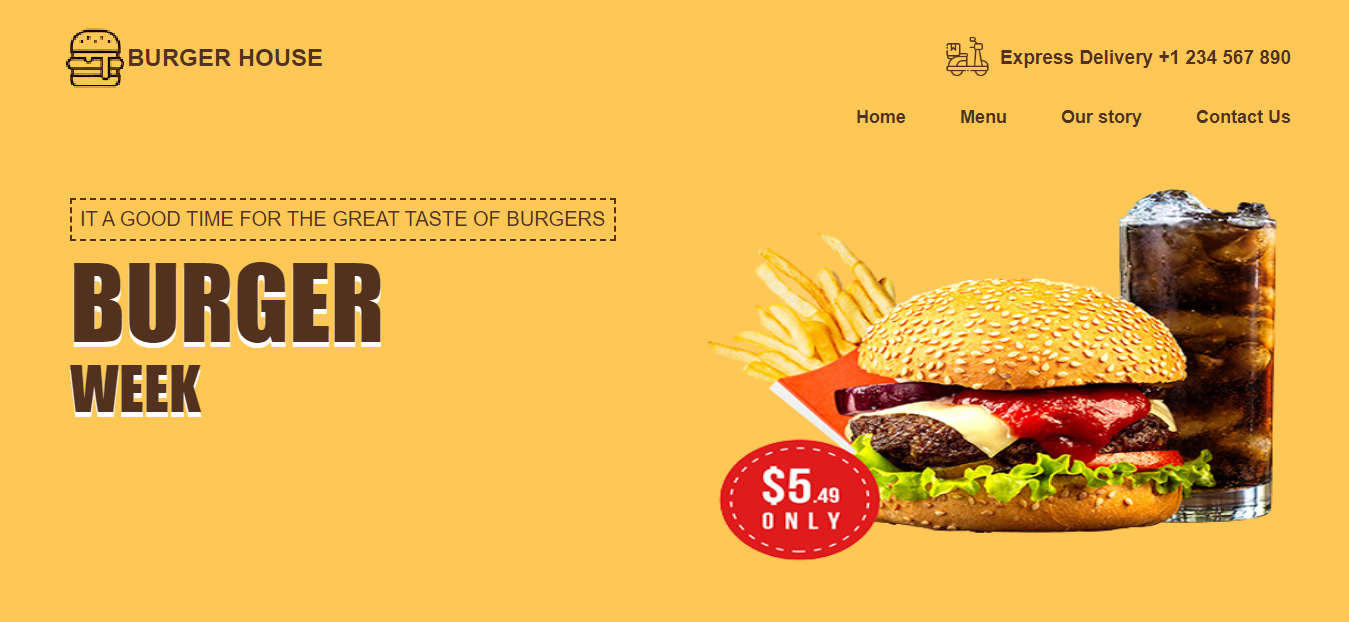 BURGER HOUSE
Express Delivery +1 234 567 890
Home Menu Our story Contact Us
IT A GOOD TIME FOR THE GREAT TASTE OF BURGERS
BURGER
WEEK
$5.49
ONLY